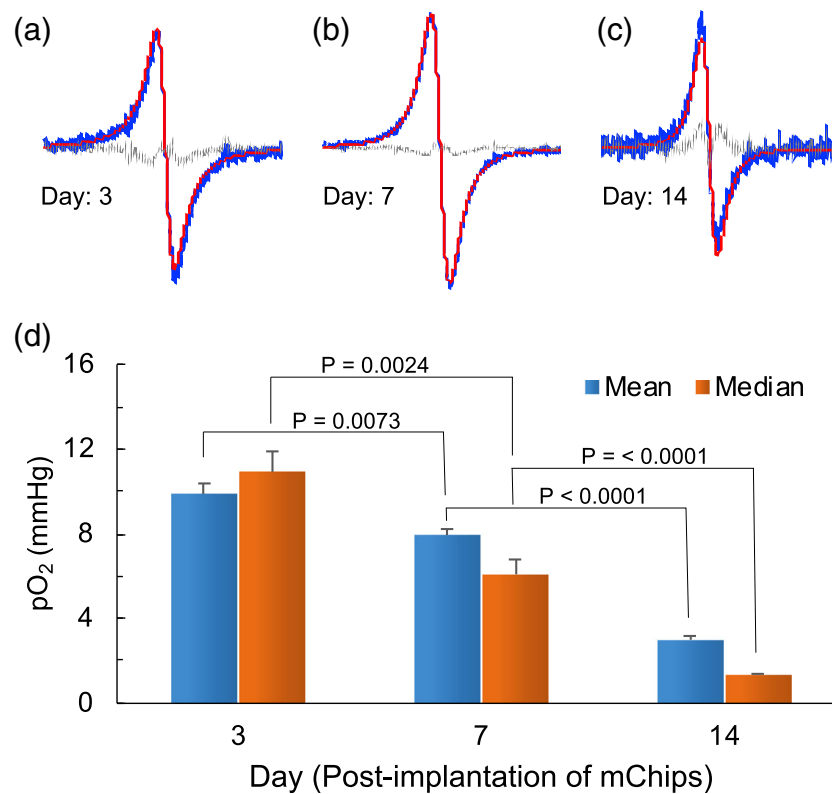 (a) (b) (c)
Day: 3 Day: 7 Day: 14
(d)
16
P = 0.0024
Mean Median
P = 0.0073
12
P = < 0.0001
P < 0.0001
pO₂ (mmHg)
8
4
0
3 7 14
Day (Post-implantation of mChips)